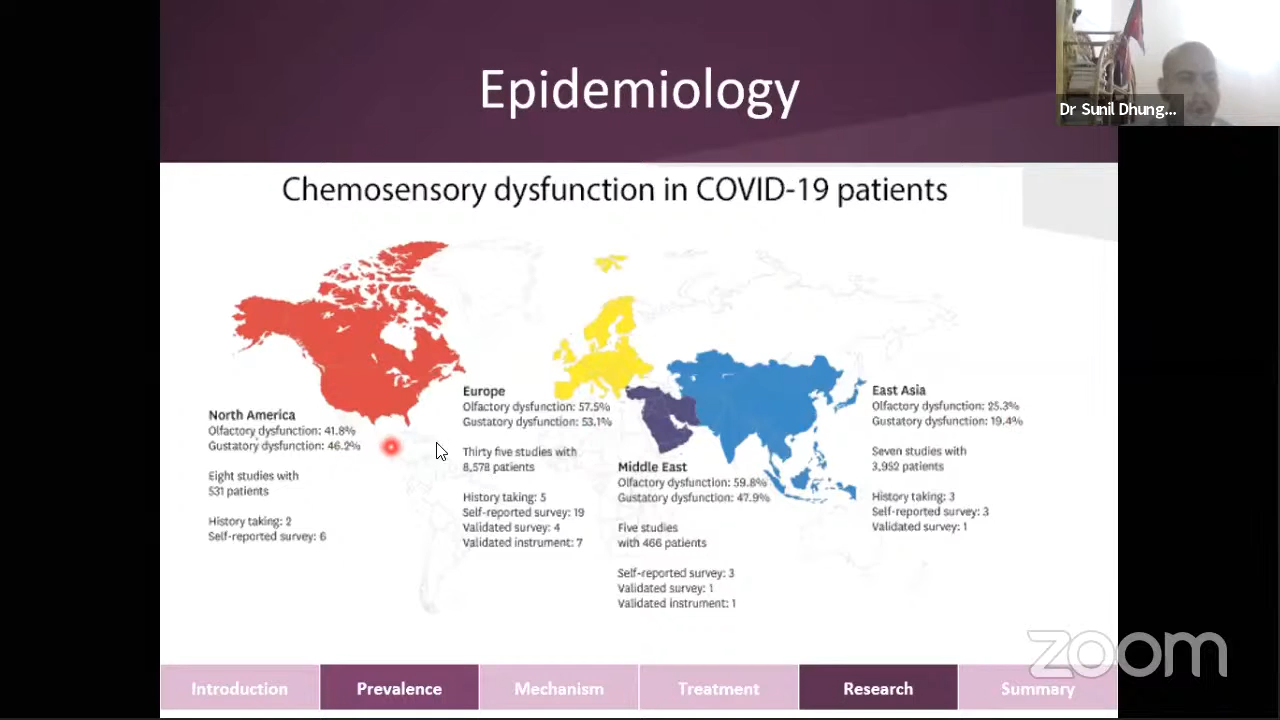 Epidemiology
Dr Sunil Dhung...
Chemosensory dysfunction in COVID-19 patients
North America
Olfactory dysfunction: 41.8%
Gustatory dysfunction: 46.2%
Eight studies with
531 patients
History taking: 2
Self-reported survey: 6
Europe
Olfactory dysfunction: 57.5%
Gustatory dysfunction: 53.1%
Thirty five studies with
8,578 patients
History taking: 5
Self-reported survey: 19
Validated survey: 4
Validated instrument: 7
Middle East
Olfactory dysfunction: 59.8%
Gustatory dysfunction: 47.9%
Five studies
with 466 patients
Self-reported survey: 3
Validated survey: 1
Validated instrument: 1
East Asia
Olfactory dysfunction: 25.3%
Gustatory dysfunction: 19.4%
Seven studies with
3,952 patients
History taking: 3
Self-reported survey: 3
Validated survey: 1
zoom
Introduction Prevalence Mechanism Treatment Research Summary